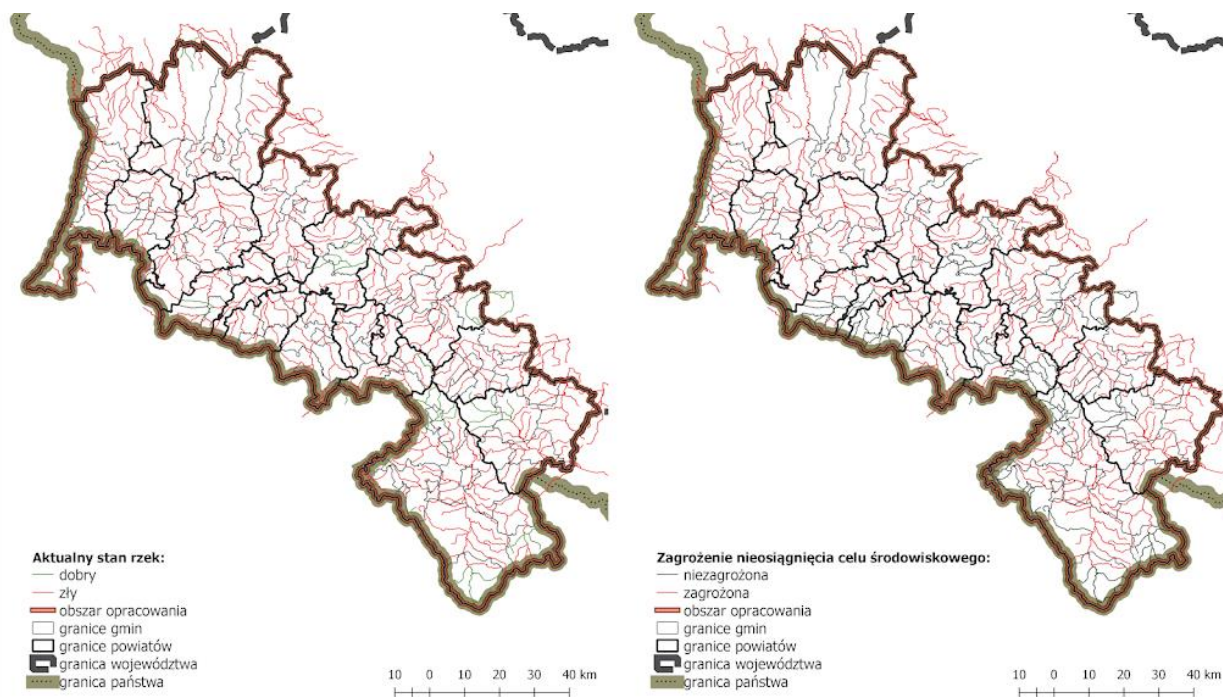 Aktualny stan rzek:
dobry
zły
obszar opracowania
granice gmin
granice powiatów
granica województwa
granica państwa
10 0 10 20 30 40 km
Zagrożenie nieosiągnięcia celu środowiskowego:
niezagrożona
zagrożona
obszar opracowania
granice gmin
granice powiatów
granica województwa
granica państwa
10 0 10 20 30 40 km